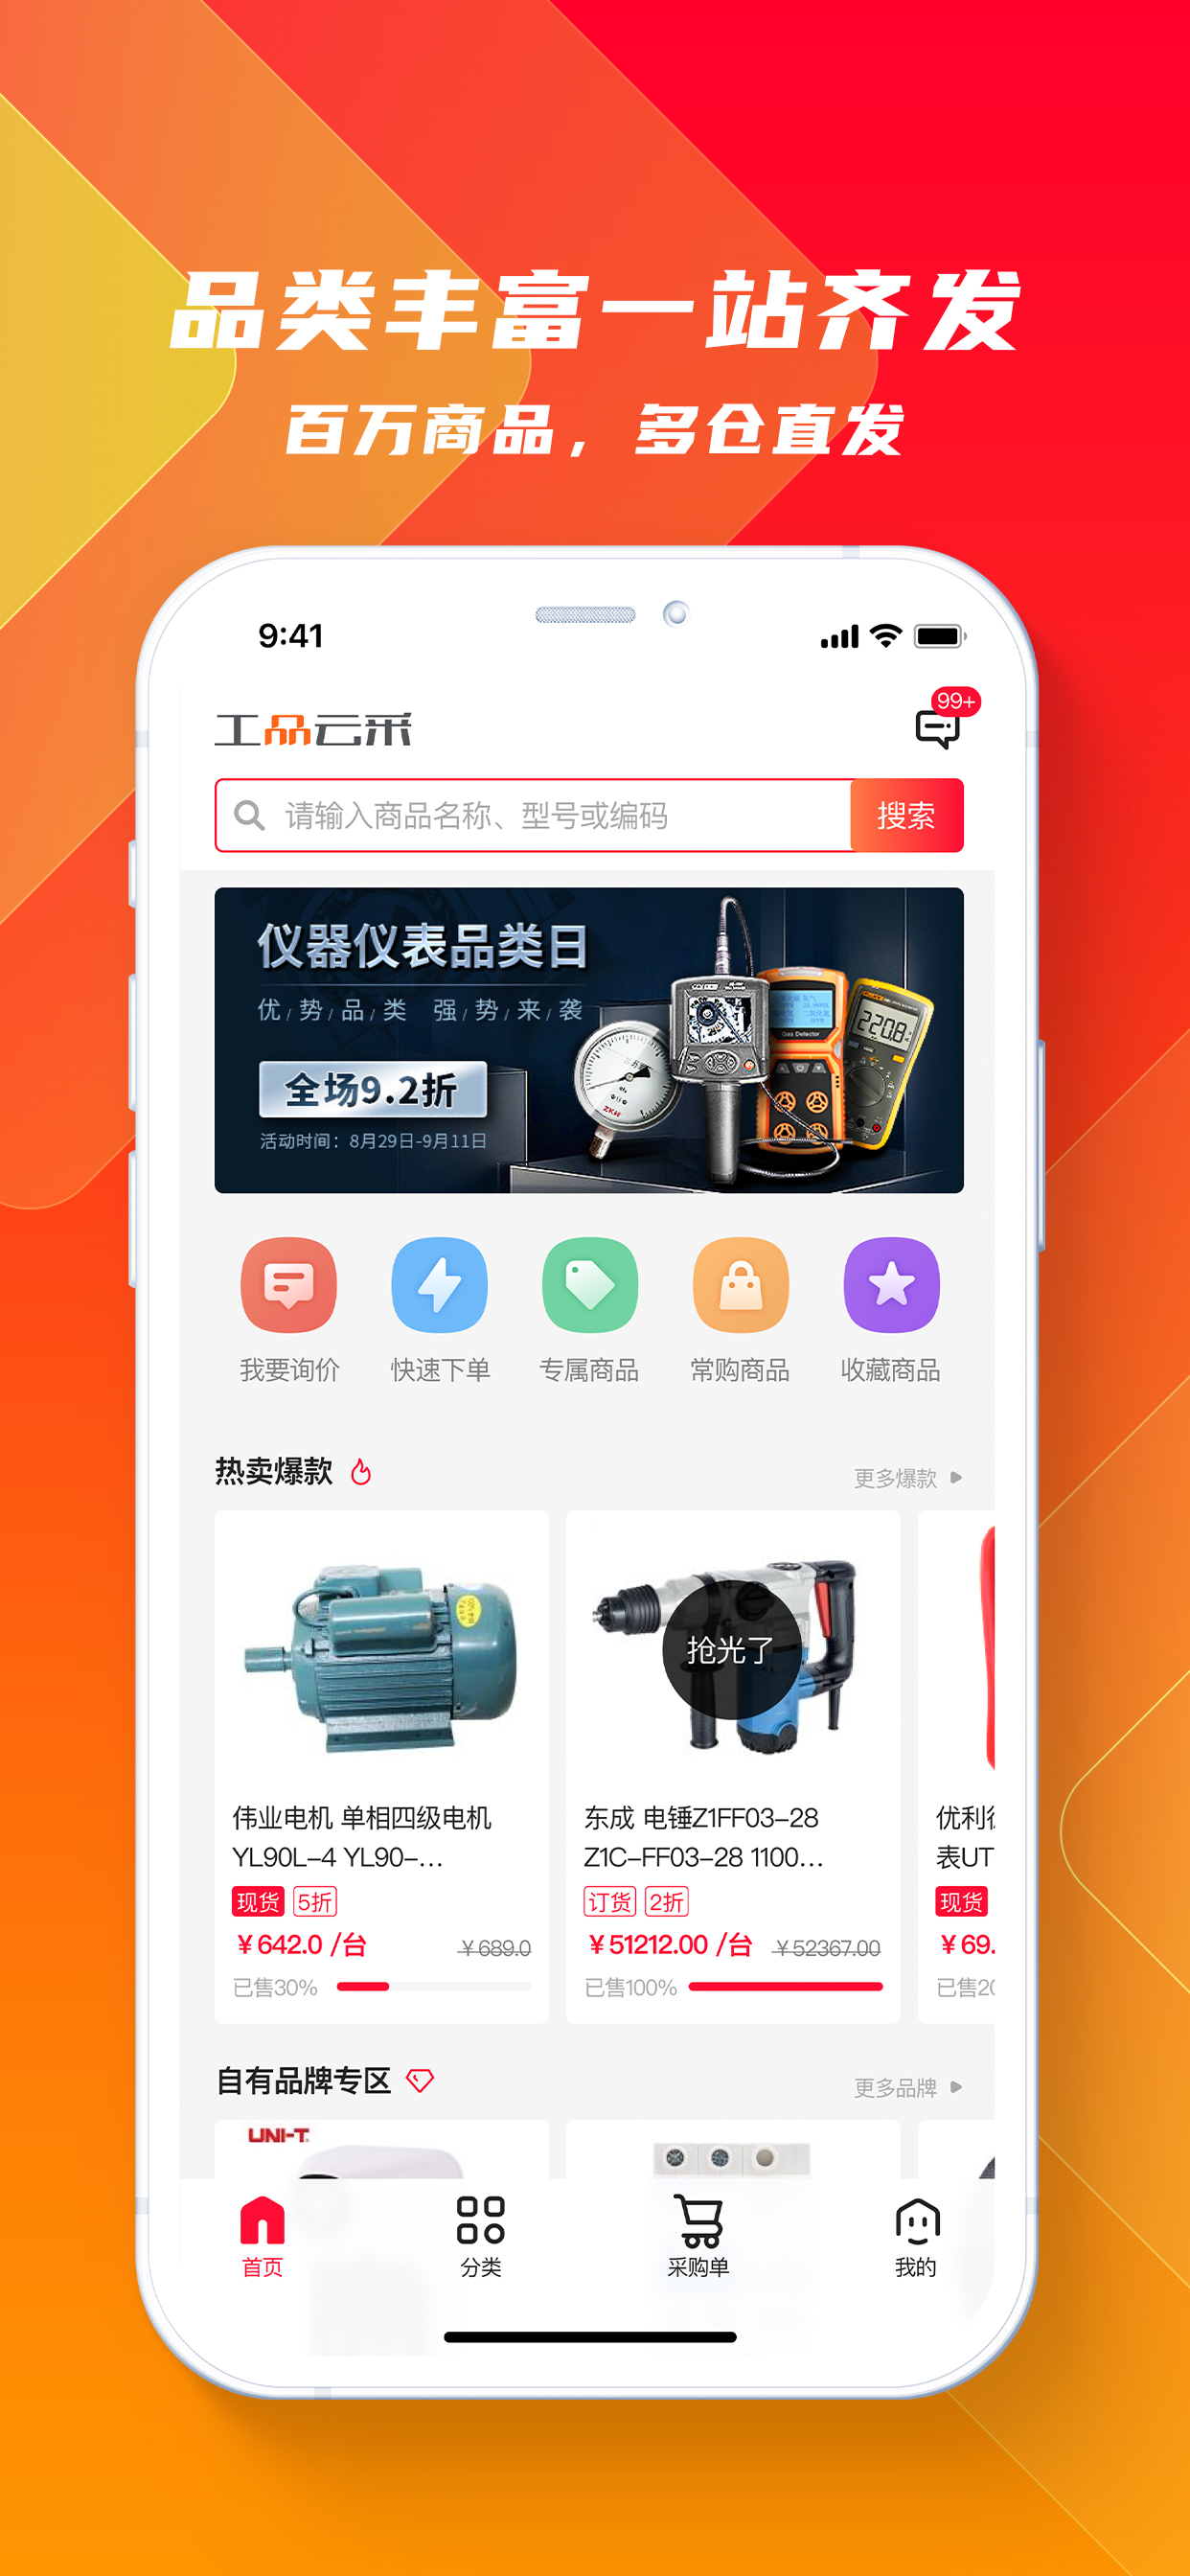 品类丰富一站齐发
百万商品，多仓直发
9:41
工品云采
99+
请输入商品名称、型号或编码
搜索
仪器仪表品类日
优/势/品/类 强/势/来/袭
全场9.2折
活动时间：8月29日-9月11日
Gas Detector
220.8
ZKH
我要询价
快速下单
专属商品
常购商品
收藏商品
热卖爆款
更多爆款
抢光了
伟业电机 单相四级电机
YL90L-4 YL90-...
现货 5折
￥642.0 /台 ￥689.0
已售30%
东成 电锤Z1FF03-28
Z1C-FF03-28 1100...
订货 2折
￥51212.00 /台 ￥52367.00
已售100%
优利
表UT
现货
￥69.
已售20
自有品牌专区
更多品牌
UNI-T
首页
分类
采购单
我的